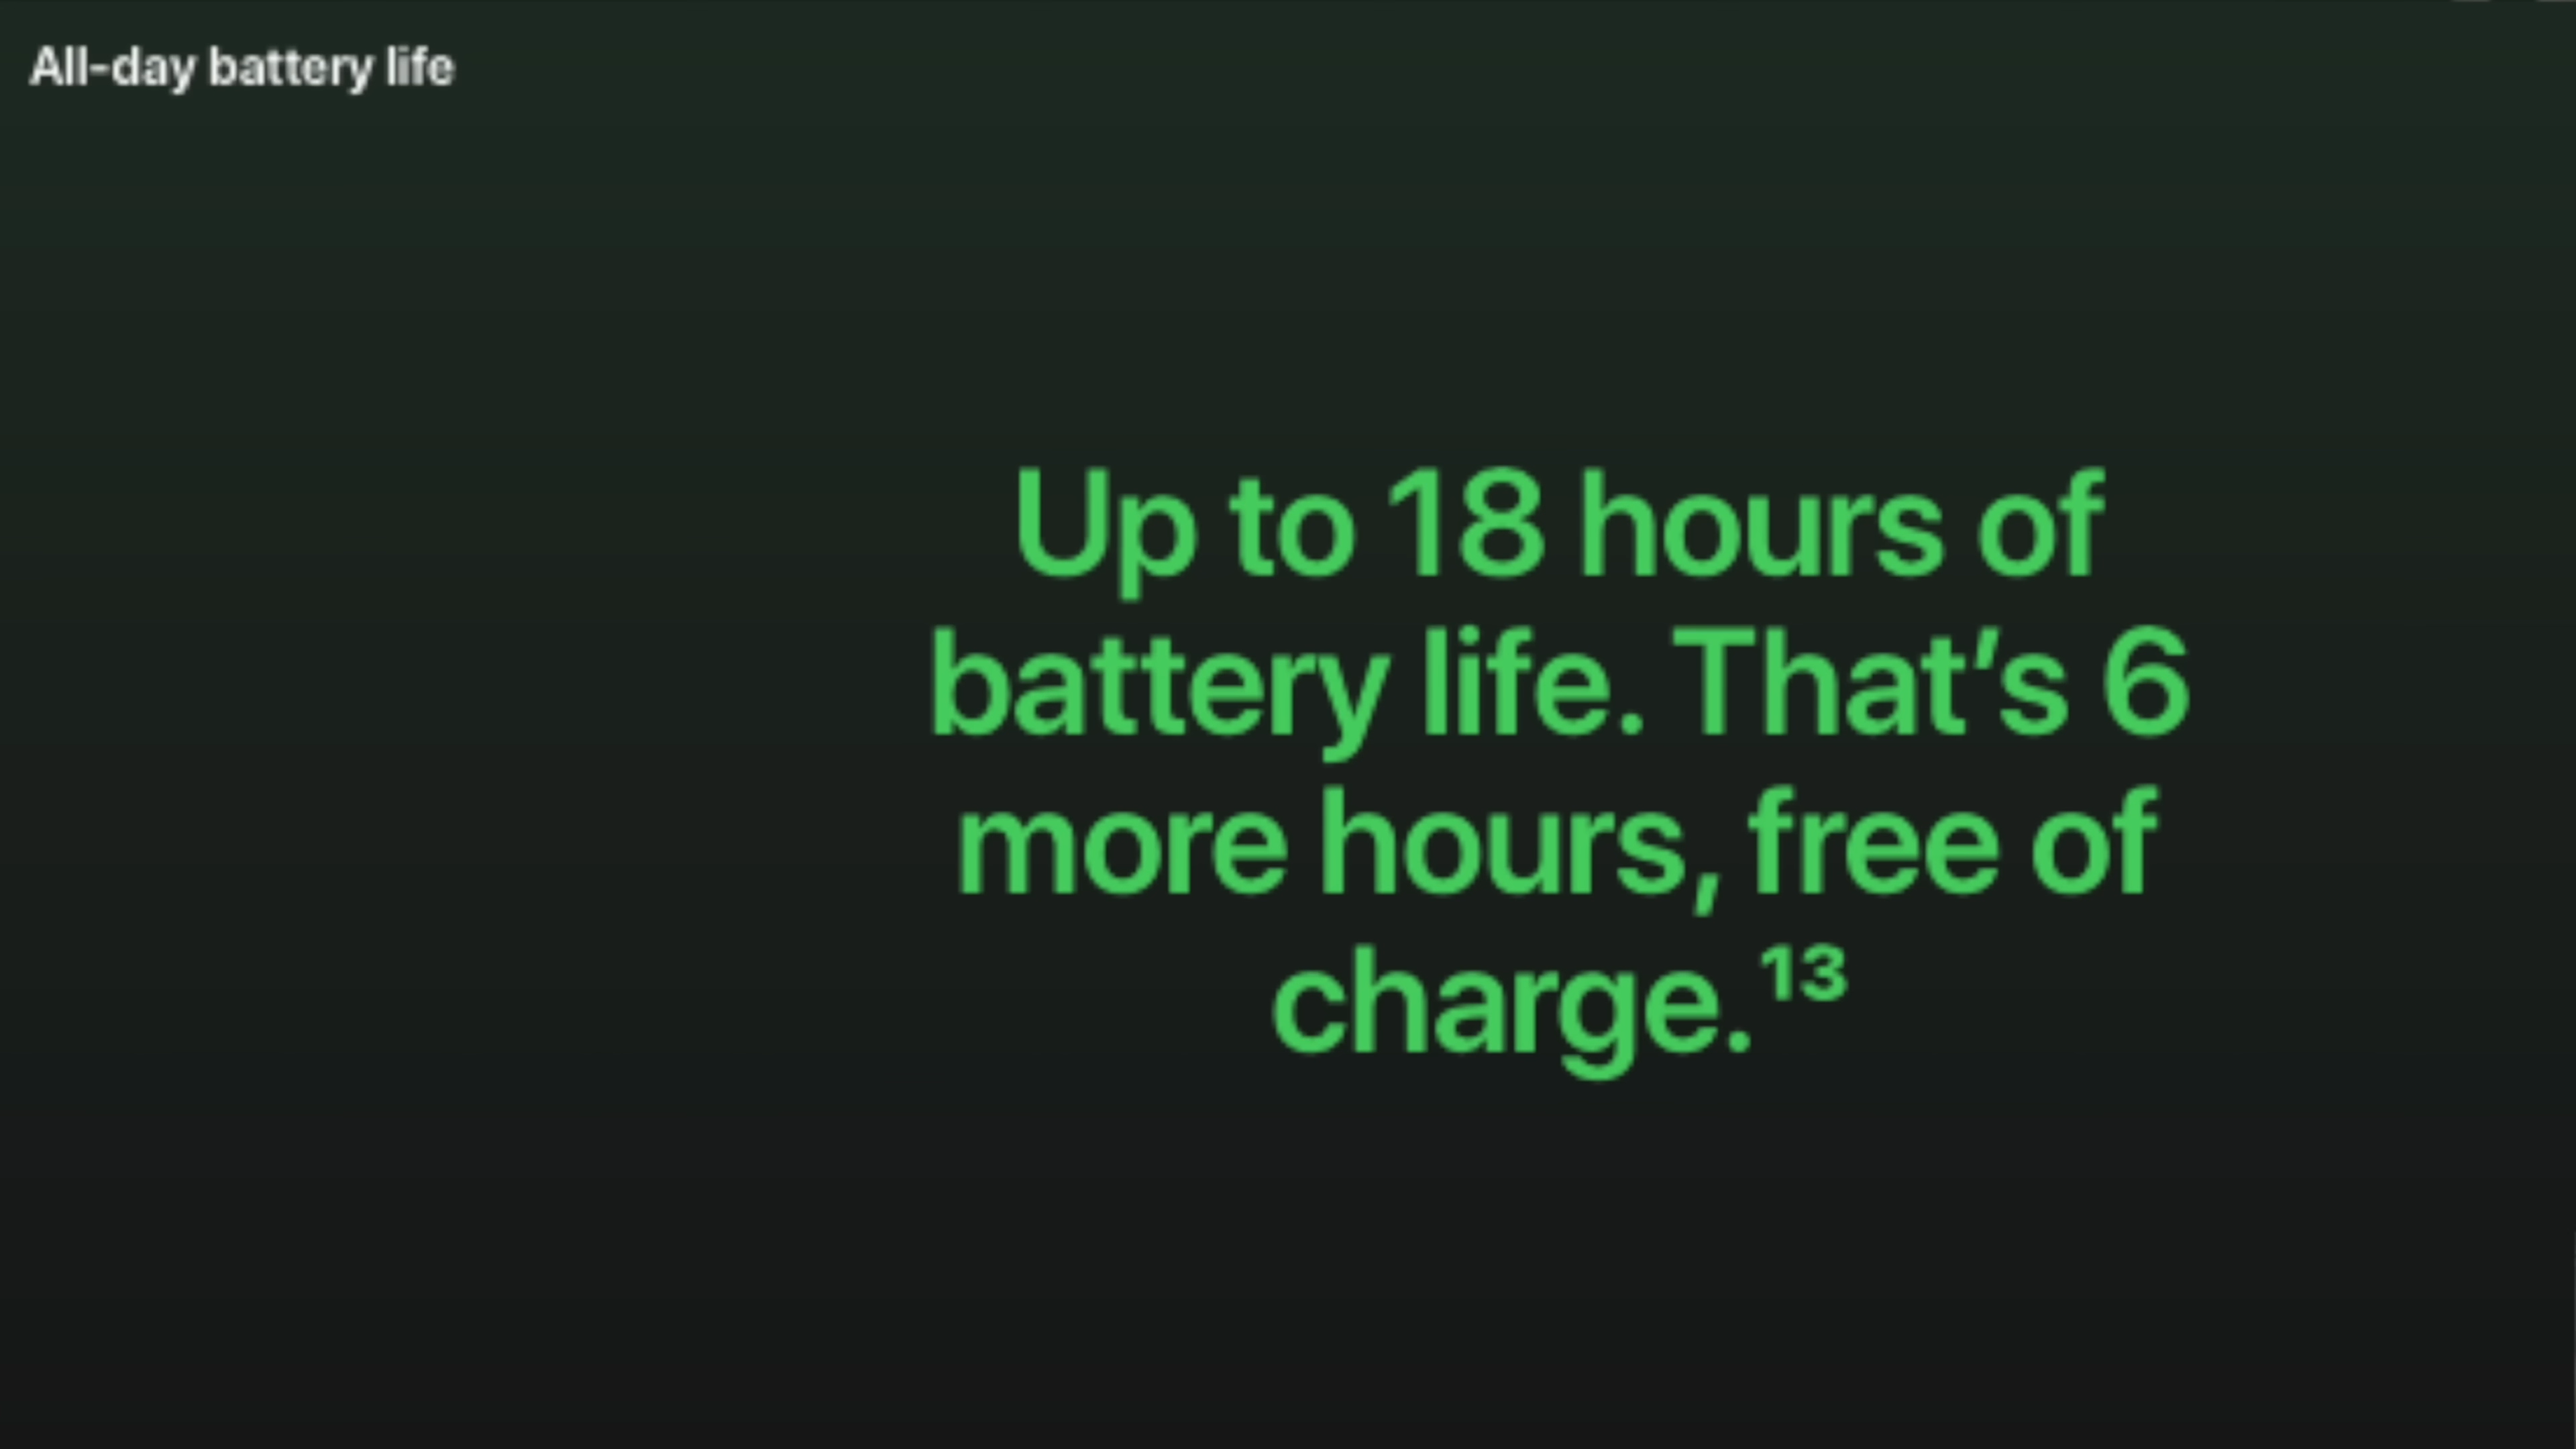 All-day battery life
Up to 18 hours of
battery life. That’s 6
more hours, free of
charge.¹³